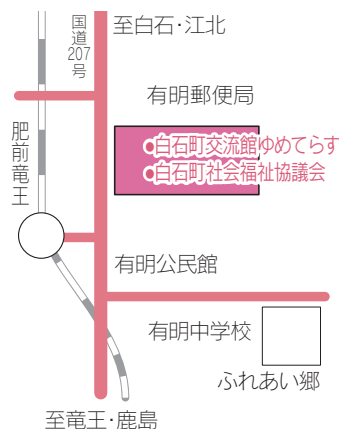 国道207号
至白石・江北
有明郵便局
肥前竜王
●白石町交流館ゆめてらす
●白石町社会福祉協議会
有明公民館
有明中学校
ふれあい郷
至竜王・鹿島